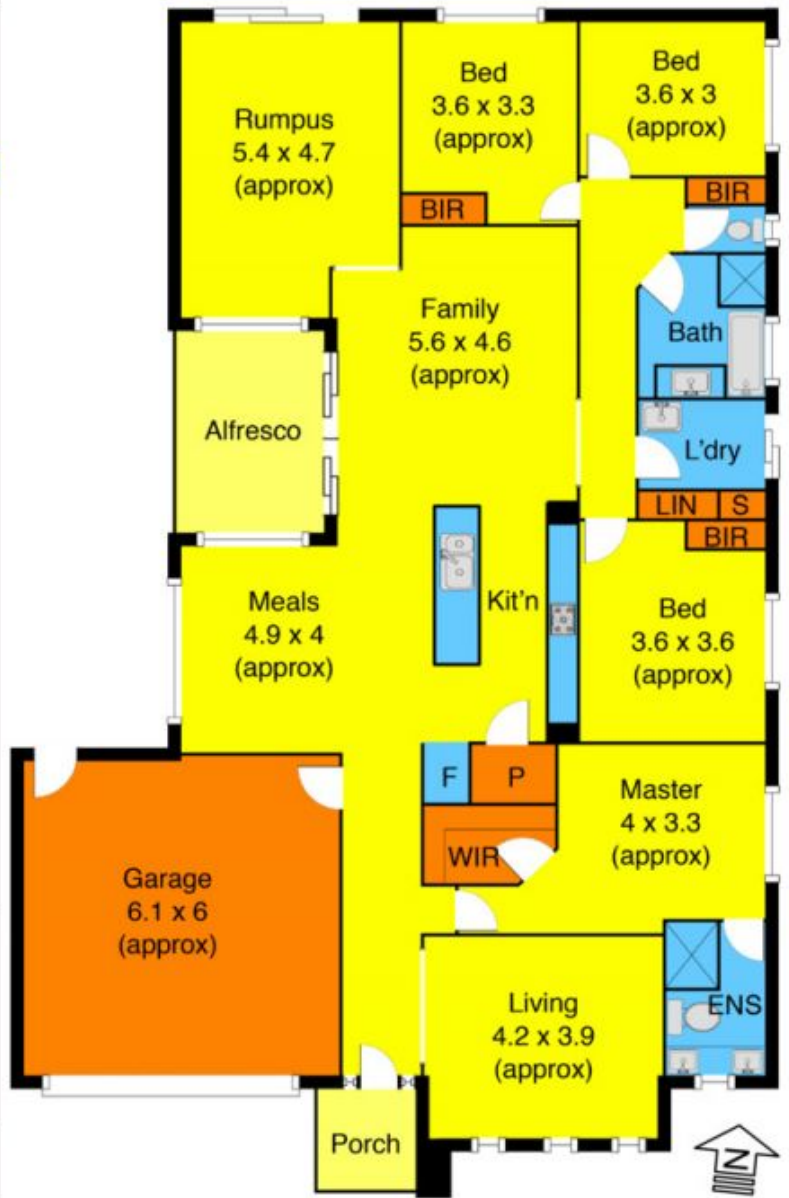 Rumpus
5.4 x 4.7
(approx)
Bed
3.6 x 3.3
(approx)
BIR
Bed
3.6 x 3
(approx)
BIR
Family
5.6 x 4.6
(approx)
Bath
Alfresco
L'dry
LIN
S
BIR
Meals
4.9 x 4
(approx)
Kit'n
Bed
3.6 x 3.6
(approx)
F
P
Master
4 x 3.3
(approx)
WIR
Garage
6.1 x 6
(approx)
Living
4.2 x 3.9
(approx)
ENS
Porch
N